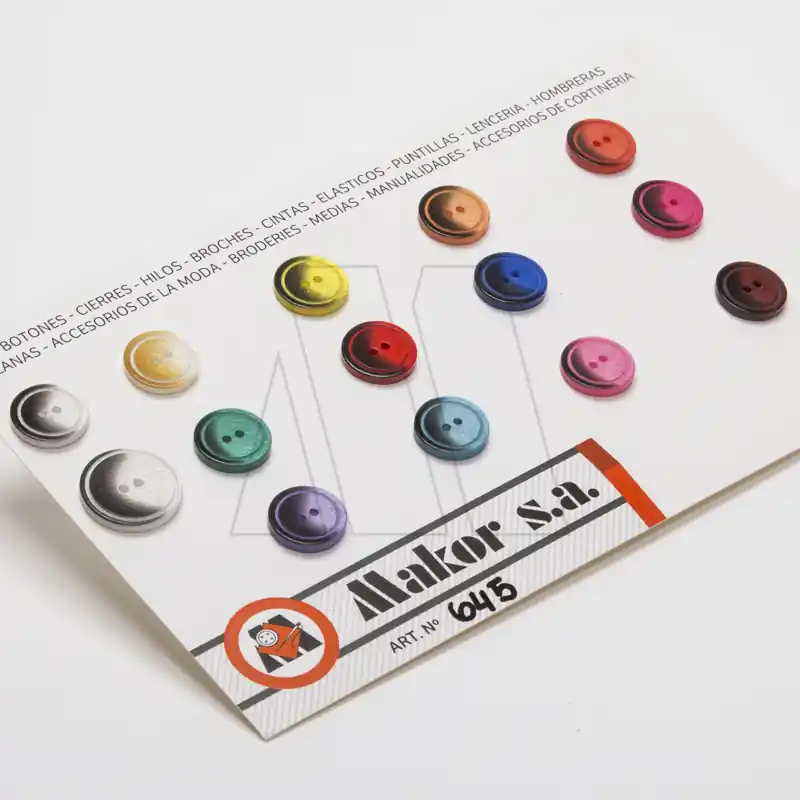 BOTONES - CIERRES - HILOS - BROCHES - CINTAS - ELASTICOS - PUNTILLAS - LENCERIA - HOMBRERAS
LANAS - ACCESORIOS DE LA MODA - BRODERIES - MEDIAS - MANUALIDADES - ACCESORIOS DE CORTINERIA
Makor s.a.
ART. Nº 645